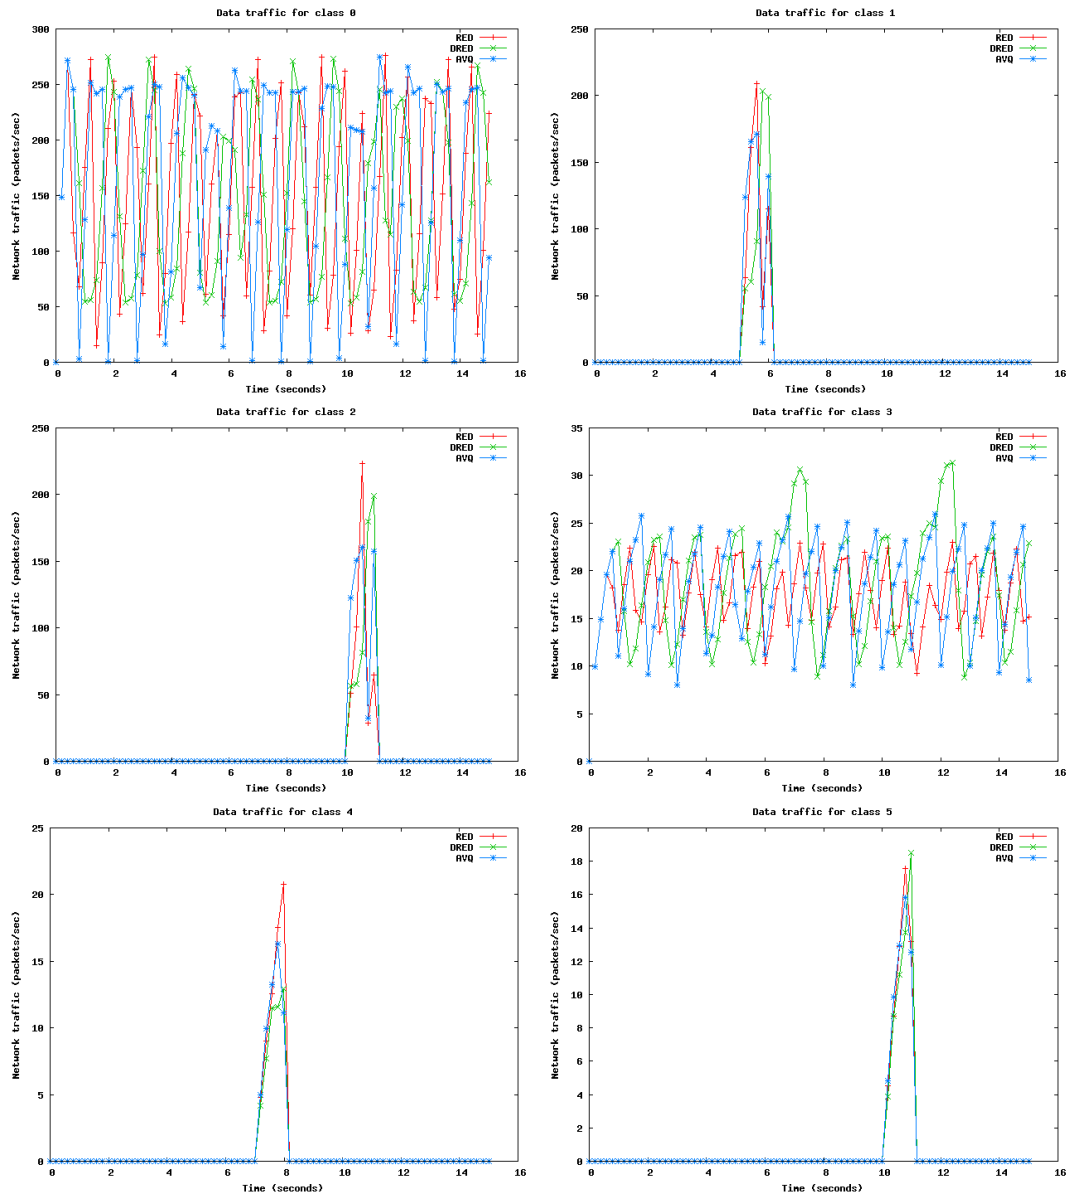 Data traffic for class 0
300
250
200
150
100
50
0
0 2 4 6 8 10 12 14 16
Network traffic (packets/sec)
Time (seconds)
RED
DRED
AVQ
Data traffic for class 1
250
200
150
100
50
0
0 2 4 6 8 10 12 14 16
Network traffic (packets/sec)
Time (seconds)
RED
DRED
AVQ
Data traffic for class 2
250
200
150
100
50
0
0 2 4 6 8 10 12 14 16
Network traffic (packets/sec)
Time (seconds)
RED
DRED
AVQ
Data traffic for class 3
35
30
25
20
15
10
5
0
0 2 4 6 8 10 12 14 16
Network traffic (packets/sec)
Time (seconds)
RED
DRED
AVQ
Data traffic for class 4
25
20
15
10
5
0
0 2 4 6 8 10 12 14 16
Network traffic (packets/sec)
Time (seconds)
RED
DRED
AVQ
Data traffic for class 5
20
18
16
14
12
10
8
6
4
2
0
0 2 4 6 8 10 12 14 16
Network traffic (packets/sec)
Time (seconds)
RED
DRED
AVQ